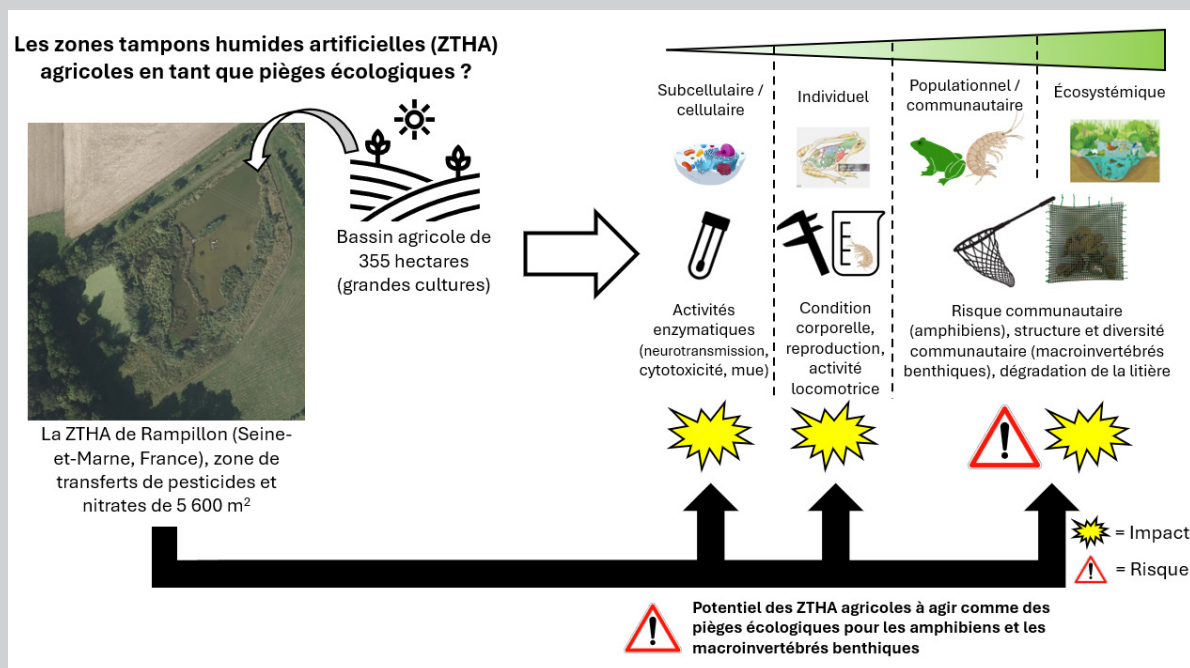 Les zones tampons humides artificielles (ZTHA)
agricoles en tant que pièges écologiques ?
Bassin agricole de
355 hectares
(grandes cultures)
La ZTHA de Rampillon (Seine-
et-Marne, France), zone de
transferts de pesticides et
nitrates de 5 600 m²
Subcellulaire /
cellulaire
Individuel
Populationnel /
communautaire
Écosystémique
Activités
enzymatiques
(neurotransmission,
cytotoxicité, mue)
Condition
corporelle,
reproduction,
activité
locomotrice
Risque communautaire
(amphibiens), structure et diversité
communautaire (macroinvertébrés
benthiques), dégradation de la litière
= Impact
= Risque
Potentiel des ZTHA agricoles à agir comme des
pièges écologiques pour les amphibiens et les
macroinvertébrés benthiques